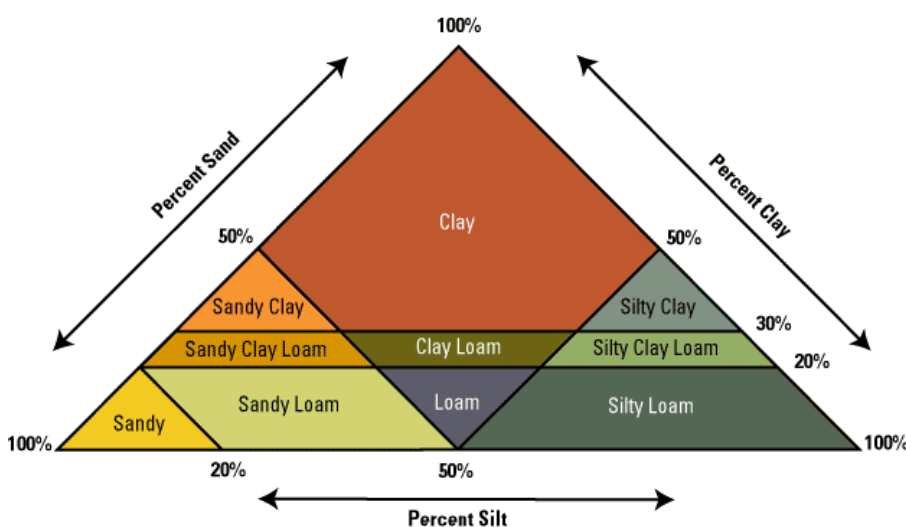 100%
Percent Sand
Percent Clay
Clay
50%
50%
Sandy Clay
Silty Clay
30%
Sandy Clay Loam
Clay Loam
Silty Clay Loam
20%
Sandy Loam
Loam
Silty Loam
Sandy
100%
100%
20%
50%
Percent Silt